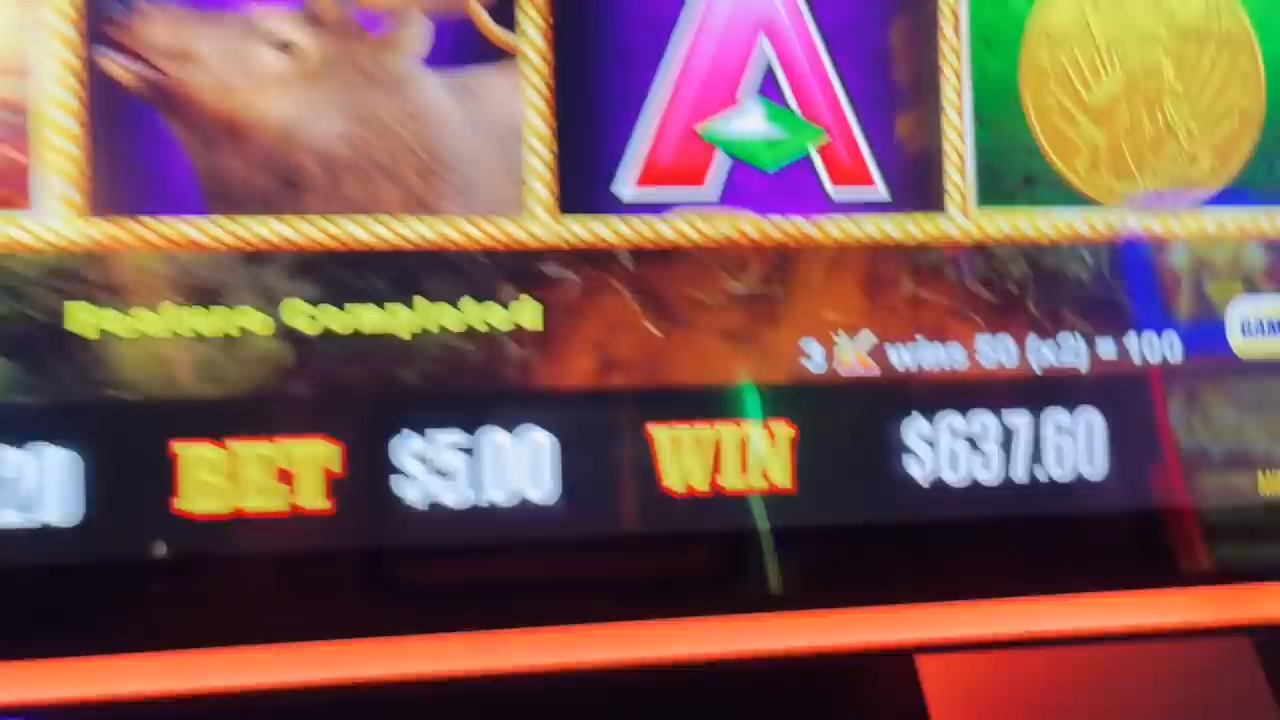 A
Feature Completed
3 K wins 50 (x2) = 100
BET $5.00 WIN $637.60